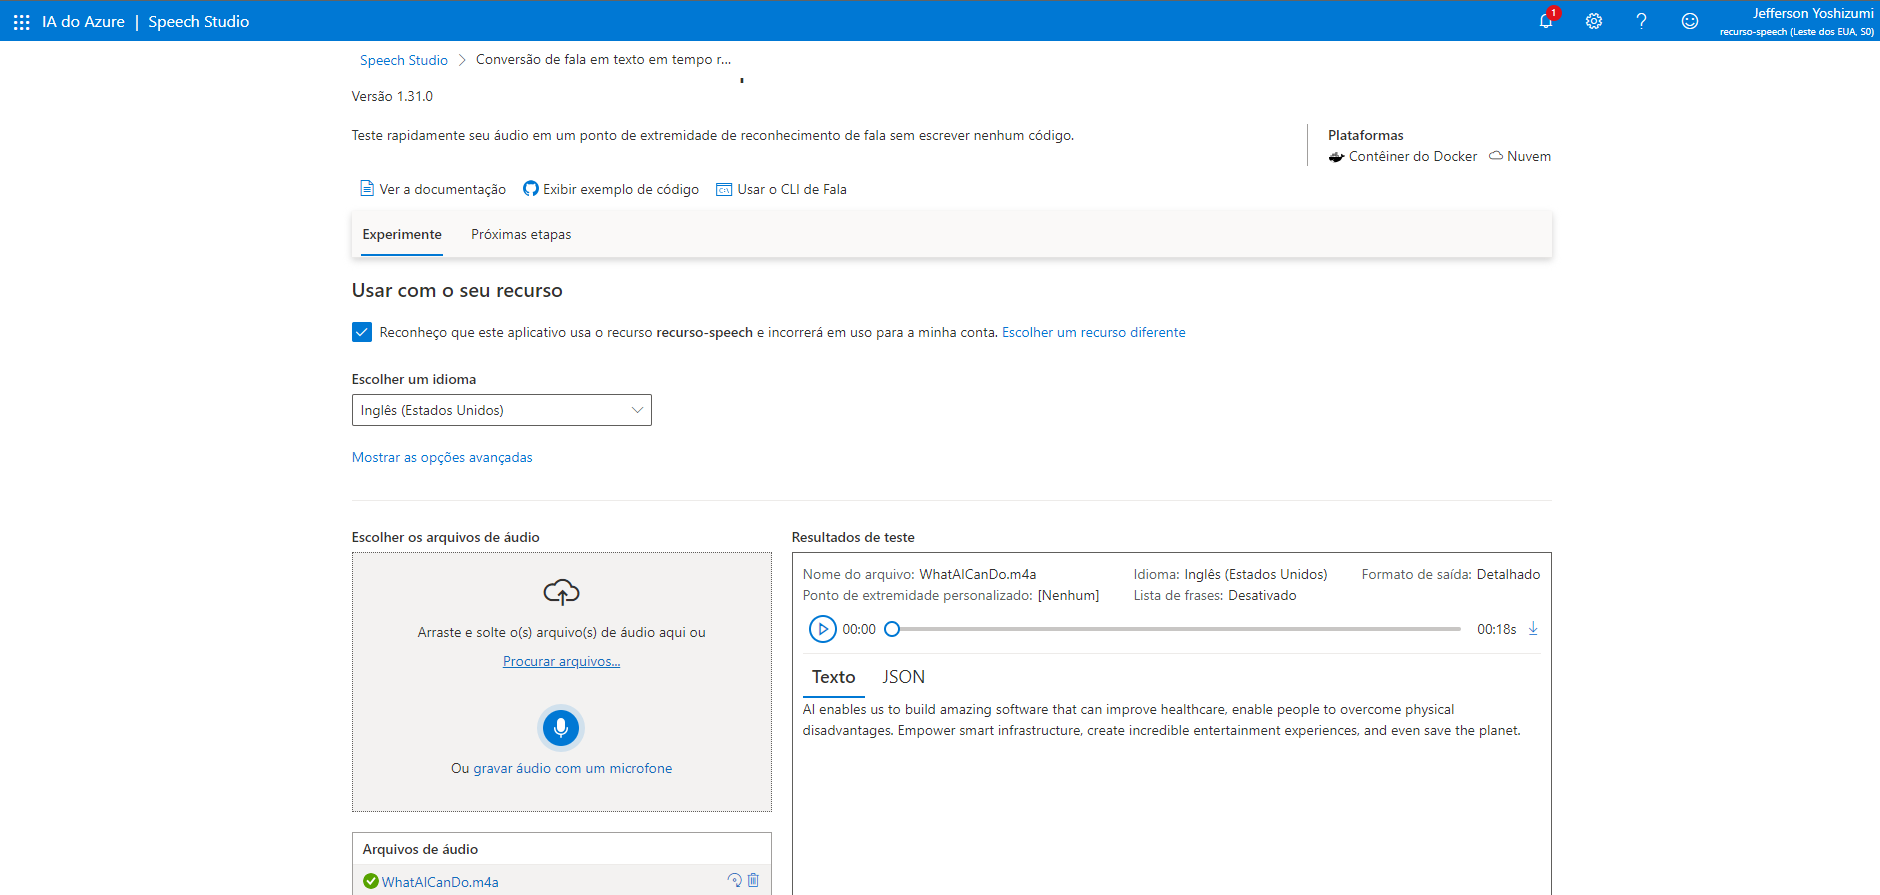 IA do Azure | Speech Studio
1
Jefferson Yoshizumi
recurso-speech (Leste dos EUA, S0)
Speech Studio > Conversão de fala em texto em tempo r...
Versão 1.31.0
Teste rapidamente seu áudio em um ponto de extremidade de reconhecimento de fala sem escrever nenhum código.
Plataformas
Contêiner do Docker Nuvem
Ver a documentação Exibir exemplo de código Usar o CLI de Fala
Experimente Próximas etapas
Usar com o seu recurso
Reconheço que este aplicativo usa o recurso recurso-speech e incorrerá em uso para a minha conta. Escolher um recurso diferente
Escolher um idioma
Inglês (Estados Unidos)
Mostrar as opções avançadas
Escolher os arquivos de áudio
Arraste e solte o(s) arquivo(s) de áudio aqui ou
Procurar arquivos...
Ou gravar áudio com um microfone
Arquivos de áudio
WhatAICanDo.m4a
Resultados de teste
Nome do arquivo: WhatAICanDo.m4a Idioma: Inglês (Estados Unidos) Formato de saída: Detalhado
Ponto de extremidade personalizado: [Nenhum] Lista de frases: Desativado
00:00 00:18s
Texto JSON
AI enables us to build amazing software that can improve healthcare, enable people to overcome physical
disadvantages. Empower smart infrastructure, create incredible entertainment experiences, and even save the planet.